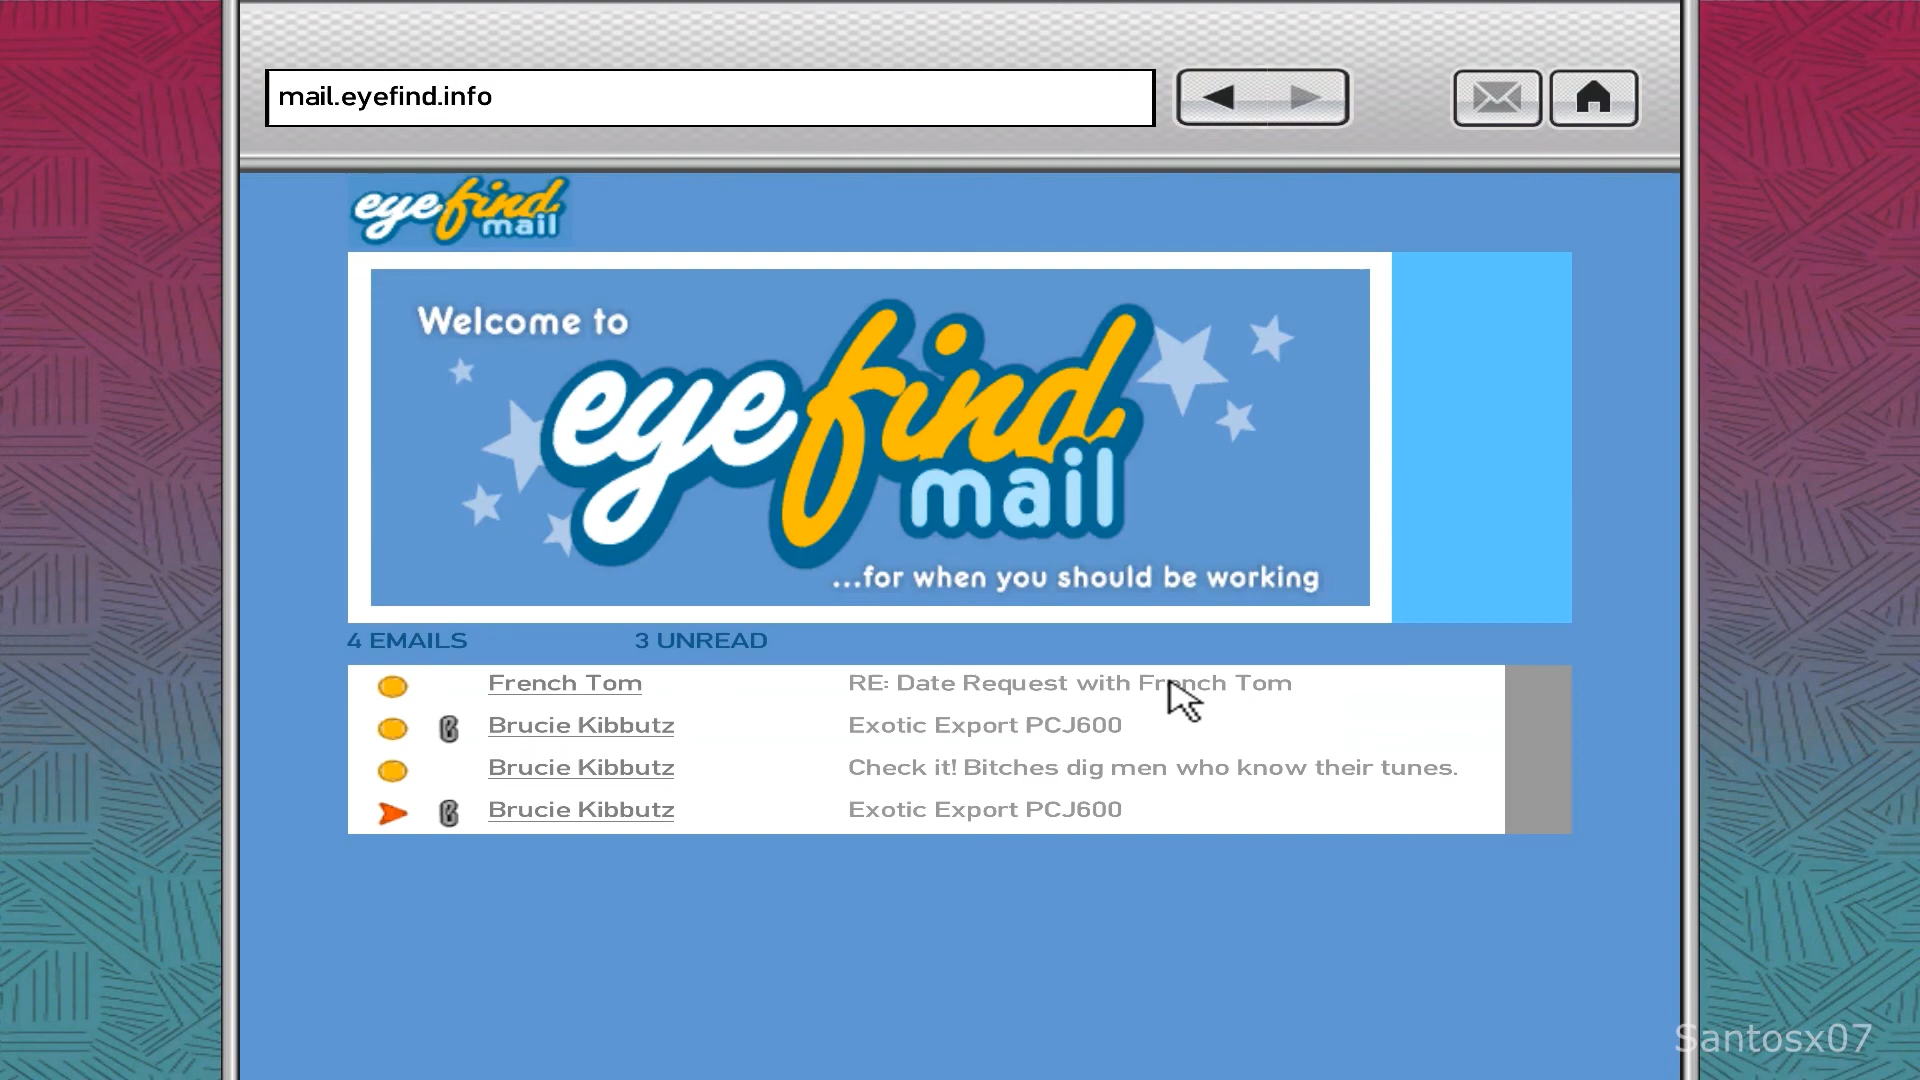 mail.eyefind.info
eyefind mail
Welcome to
eyefind
mail
...for when you should be working
4 EMAILS 3 UNREAD
French Tom RE: Date Request with French Tom
Brucie Kibbutz Exotic Export PCJ600
Brucie Kibbutz Check it! Bitches dig men who know their tunes.
Brucie Kibbutz Exotic Export PCJ600
Santosx07